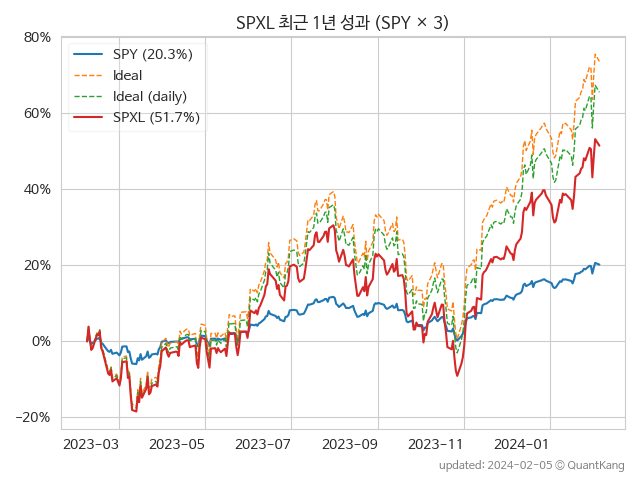 SPXL 최근 1년 성과 (SPY × 3)
80%
60%
40%
20%
0%
−20%
SPY (20.3%)
Ideal
Ideal (daily)
SPXL (51.7%)
2023-03 2023-05 2023-07 2023-09 2023-11 2024-01
updated: 2024-02-05 © QuantKang